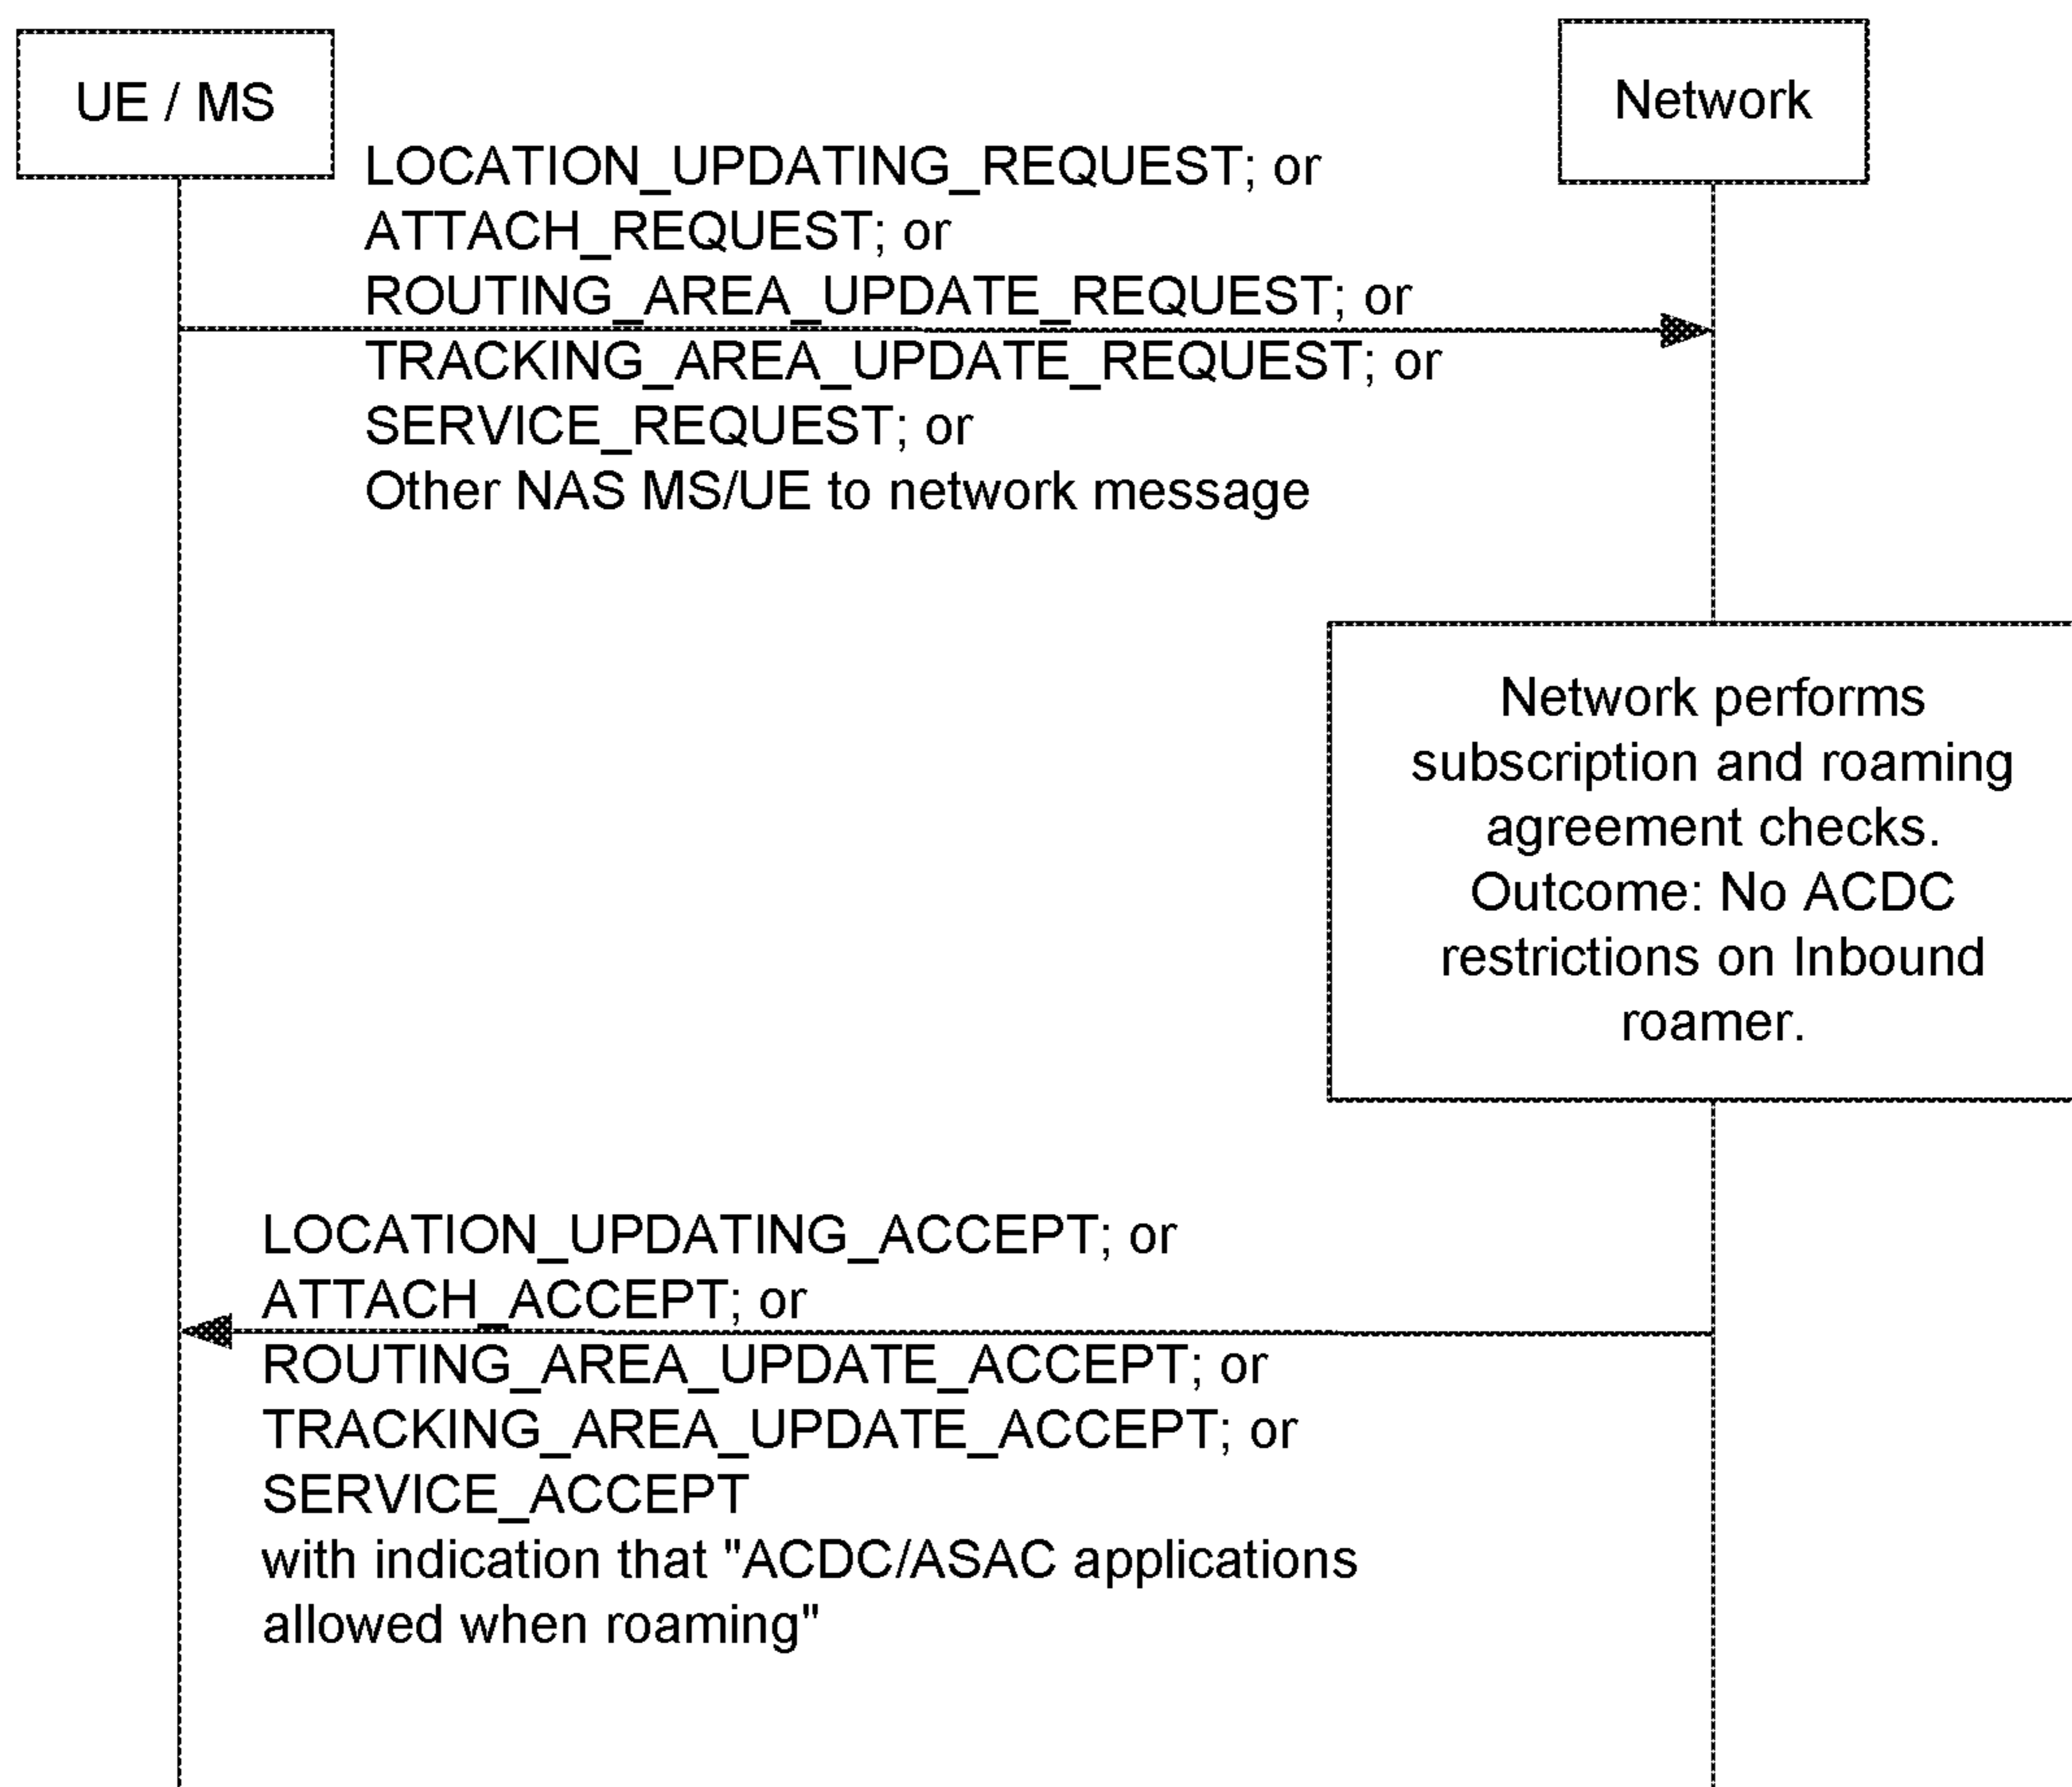 UE / MS
Network
LOCATION_UPDATING_REQUEST; or
ATTACH_REQUEST; or
ROUTING_AREA_UPDATE_REQUEST; or
TRACKING_AREA_UPDATE_REQUEST; or
SERVICE_REQUEST; or
Other NAS MS/UE to network message
Network performs
subscription and roaming
agreement checks.
Outcome: No ACDC
restrictions on Inbound
roamer.
LOCATION_UPDATING_ACCEPT; or
ATTACH_ACCEPT; or
ROUTING_AREA_UPDATE_ACCEPT; or
TRACKING_AREA_UPDATE_ACCEPT; or
SERVICE_ACCEPT
with indication that "ACDC/ASAC applications
allowed when roaming"